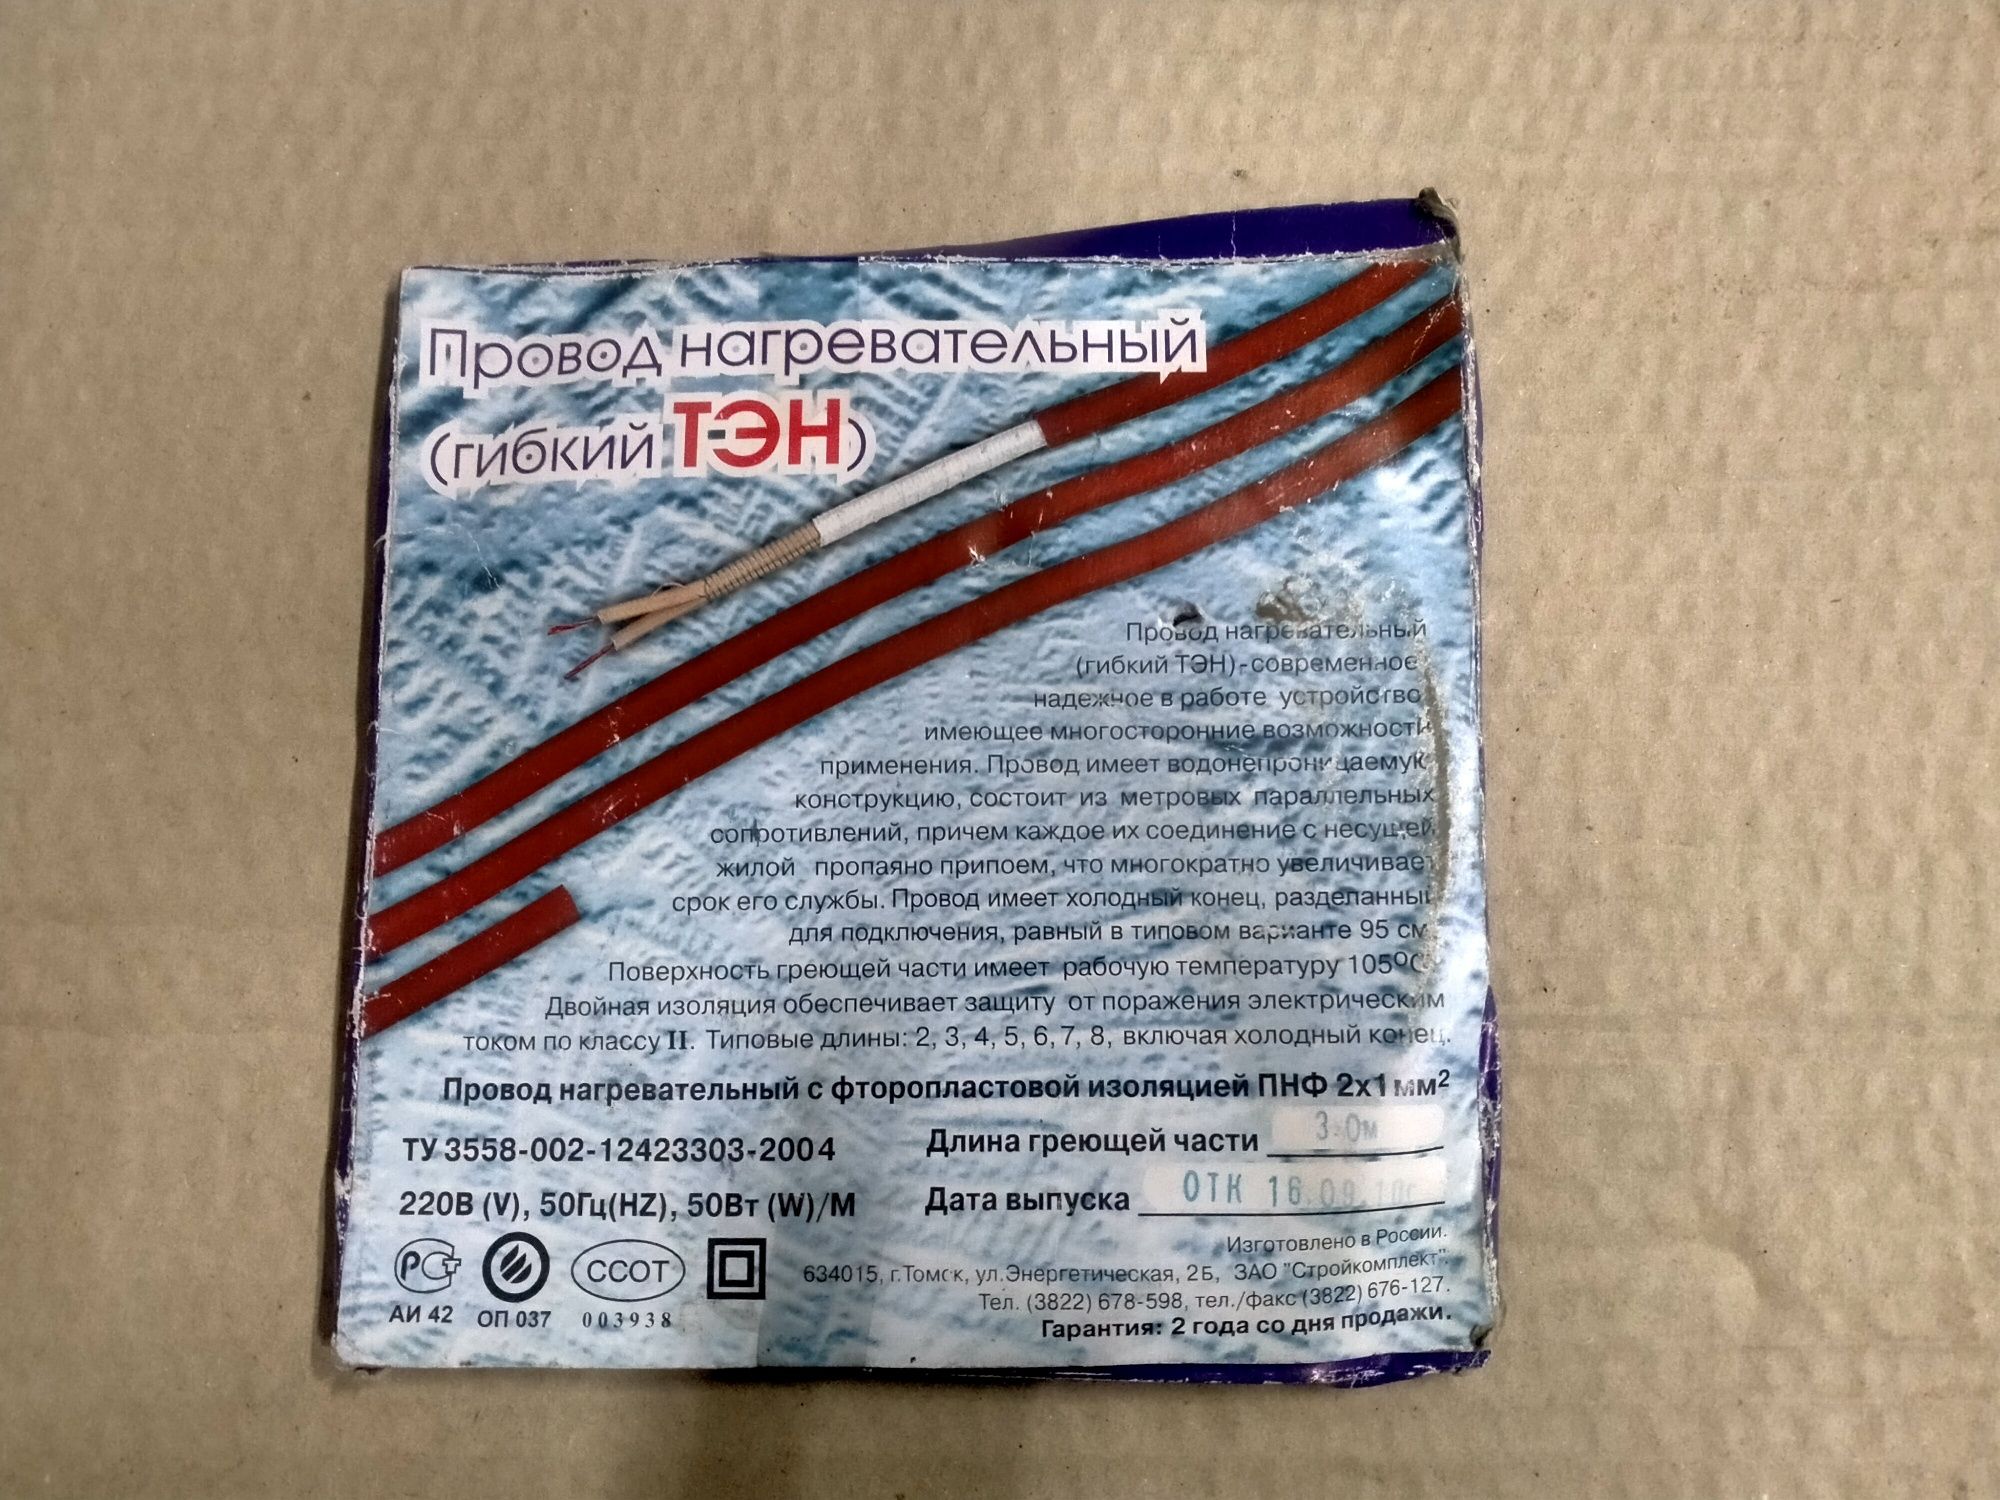 Провод нагревательный
(гибкий ТЭН)
Провод нагревательный
(гибкий ТЭН)-современное
надежное в работе устройство
имеющее многосторонние возможности
применения. Провод имеет водонепроницаемую
конструкцию, состоит из метровых параллельных
сопротивлений, причем каждое их соединение с несущей
жилой пропаяно припоем, что многократно увеличивает
срок его службы. Провод имеет холодный конец, разделанный
для подключения, равный в типовом варианте 95 см.
Поверхность греющей части имеет рабочую температуру 105°С.
Двойная изоляция обеспечивает защиту от поражения электрическим
током по классу II. Типовые длины: 2, 3, 4, 5, 6, 7, 8, включая холодный конец.
Провод нагревательный с фторопластовой изоляцией ПНФ 2x1 мм²
ТУ 3558-002-12423303-2004
Длина греющей части 3.0м
220В (V), 50Гц(HZ), 50Вт (W)/М
Дата выпуска ОТК 16.09.
РСТ
ССОТ
АИ 42
ОП 037
003938
Изготовлено в России.
634015, г.Томск, ул.Энергетическая, 2Б, ЗАО "Стройкомплект".
Тел. (3822) 678-598, тел./факс (3822) 676-127.
Гарантия: 2 года со дня продажи.